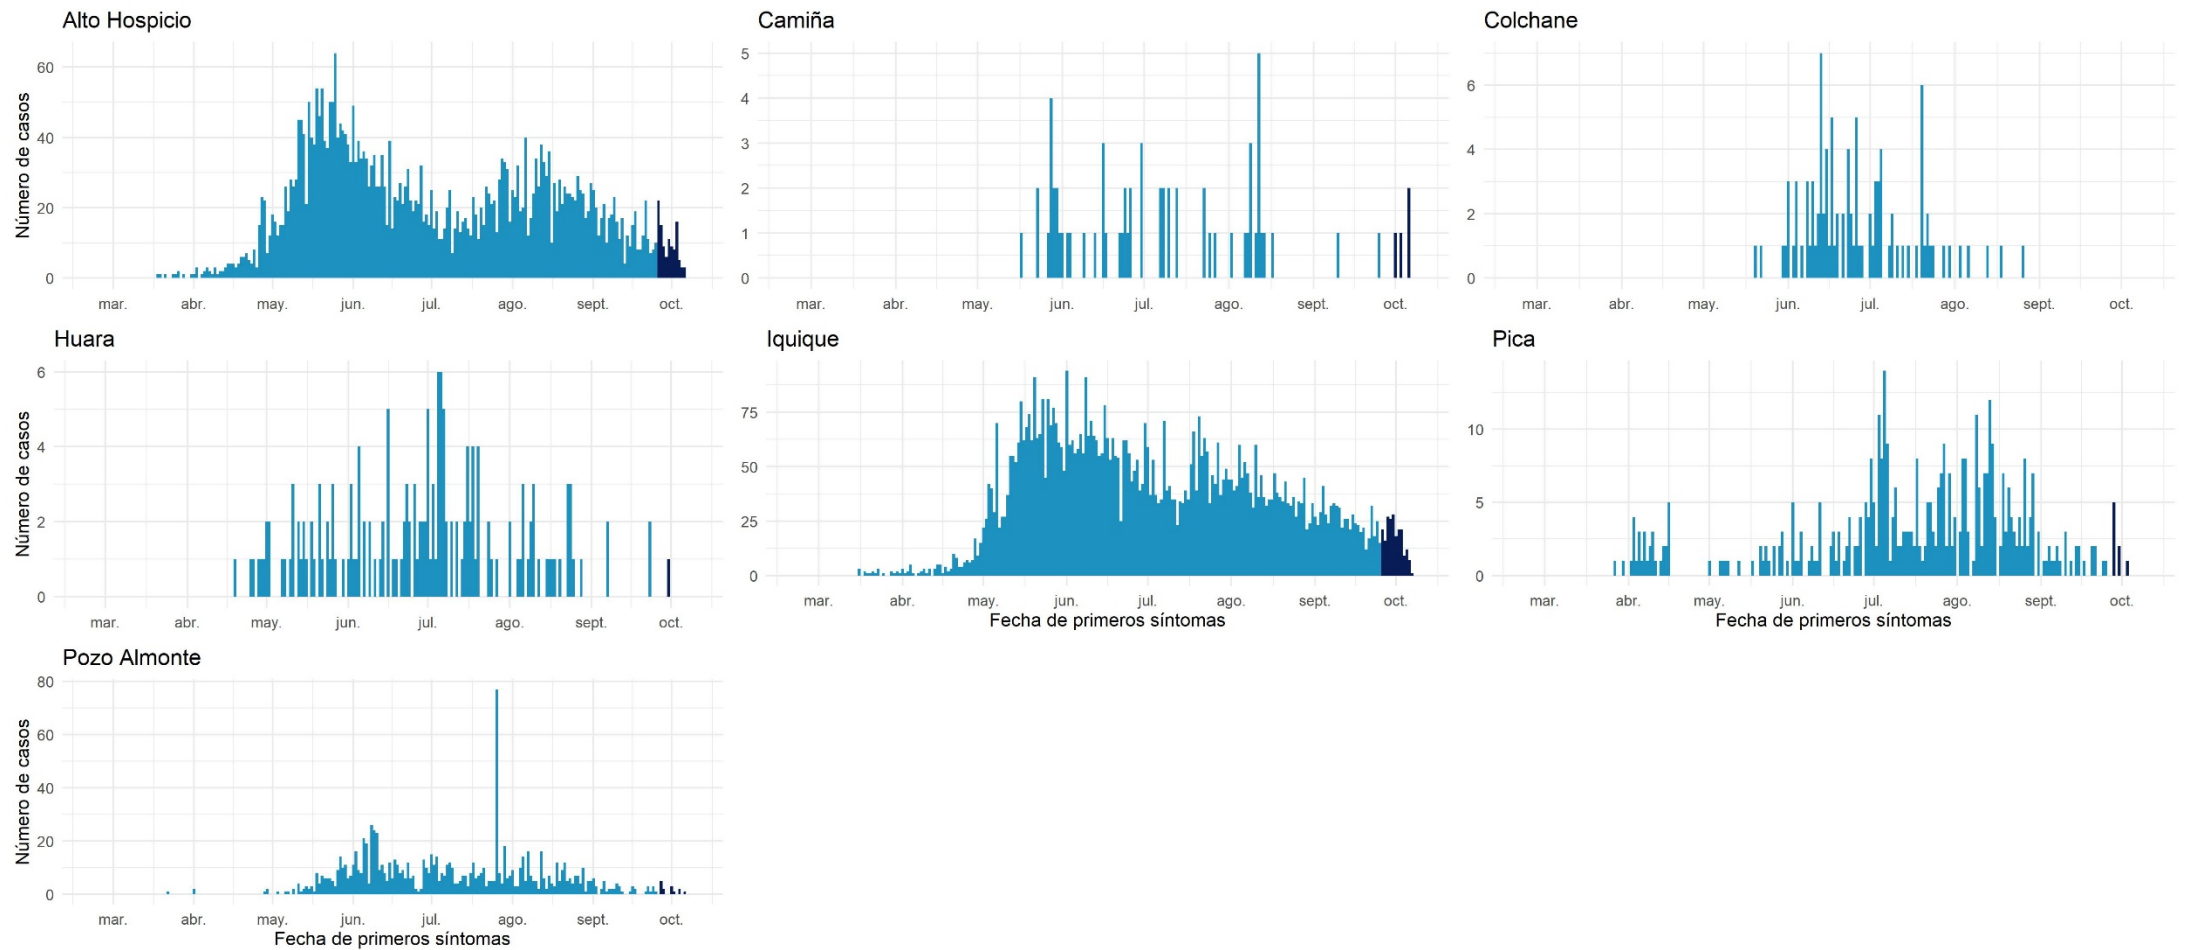 Alto Hospicio
Número de casos
60
40
20
0
mar. abr. may. jun. jul. ago. sept. oct.
Camiña
5
4
3
2
1
0
mar. abr. may. jun. jul. ago. sept. oct.
Colchane
6
4
2
0
mar. abr. may. jun. jul. ago. sept. oct.
Huara
Número de casos
6
4
2
0
mar. abr. may. jun. jul. ago. sept. oct.
Iquique
75
50
25
0
mar. abr. may. jun. jul. ago. sept. oct.
Fecha de primeros síntomas
Pica
10
5
0
mar. abr. may. jun. jul. ago. sept. oct.
Fecha de primeros síntomas
Pozo Almonte
Número de casos
80
60
40
20
0
mar. abr. may. jun. jul. ago. sept. oct.
Fecha de primeros síntomas